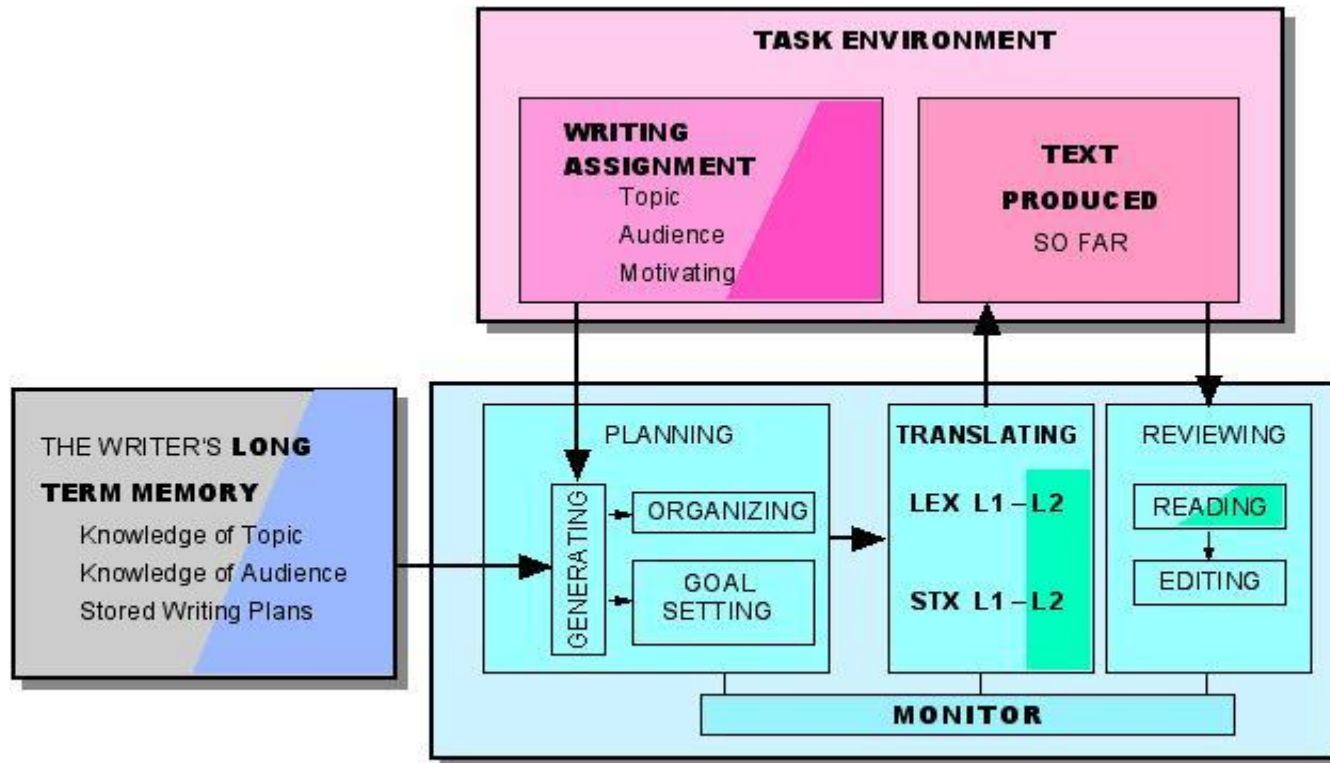 TASK ENVIRONMENT
WRITING
ASSIGNMENT
Topic
Audience
Motivating
TEXT
PRODUCED
SO FAR
THE WRITER'S LONG
TERM MEMORY
Knowledge of Topic
Knowledge of Audience
Stored Writing Plans
PLANNING
GENERATING
ORGANIZING
GOAL
SETTING
TRANSLATING
LEX L1 – L2
STX L1 – L2
REVIEWING
READING
EDITING
MONITOR